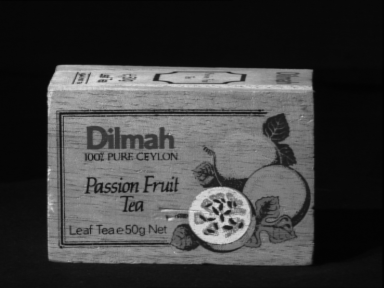 Dilmah
100% PURE CEYLON
Passion Fruit
Tea
Leaf Tea e 50g Net